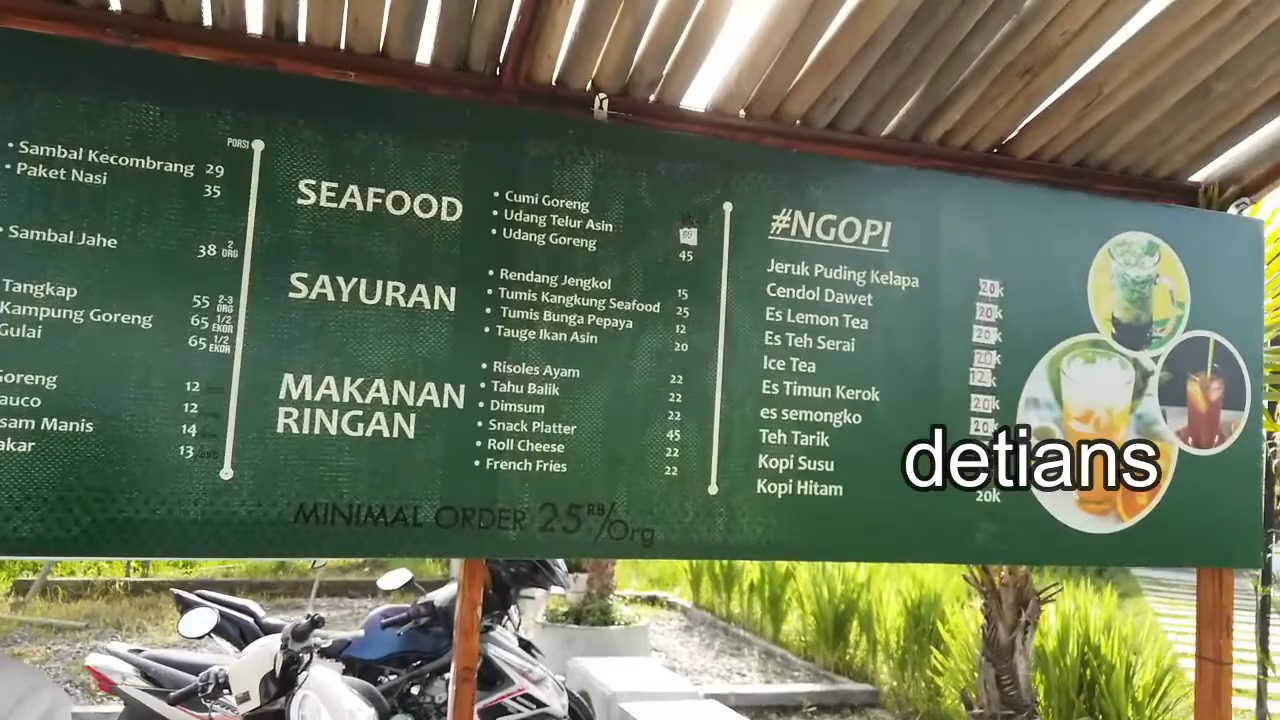 PORSI
• Sambal Kecombrang 29
• Paket Nasi 35
• Sambal Jahe 38 2 ORG
Tangkap 55 2-3 ORG
Kampung Goreng 65 1/2 EKOR
Gulai 65 1/2 EKOR
Goreng 12
auco 12
sam Manis 14
akar 13
SEAFOOD
• Cumi Goreng
• Udang Telur Asin
• Udang Goreng 45
SAYURAN
• Rendang Jengkol 15
• Tumis Kangkung Seafood 25
• Tumis Bunga Pepaya 12
• Tauge Ikan Asin 20
MAKANAN
RINGAN
• Risoles Ayam 22
• Tahu Balik 22
• Dimsum 22
• Snack Platter 45
• Roll Cheese 22
• French Fries 22
MINIMAL ORDER 25 RB/Org
#NGOPI
Jeruk Puding Kelapa 20k
Cendol Dawet 20k
Es Lemon Tea 20k
Es Teh Serai 20k
Ice Tea 12k
Es Timun Kerok 20k
es semongko 20k
Teh Tarik
Kopi Susu
Kopi Hitam 20k
detians